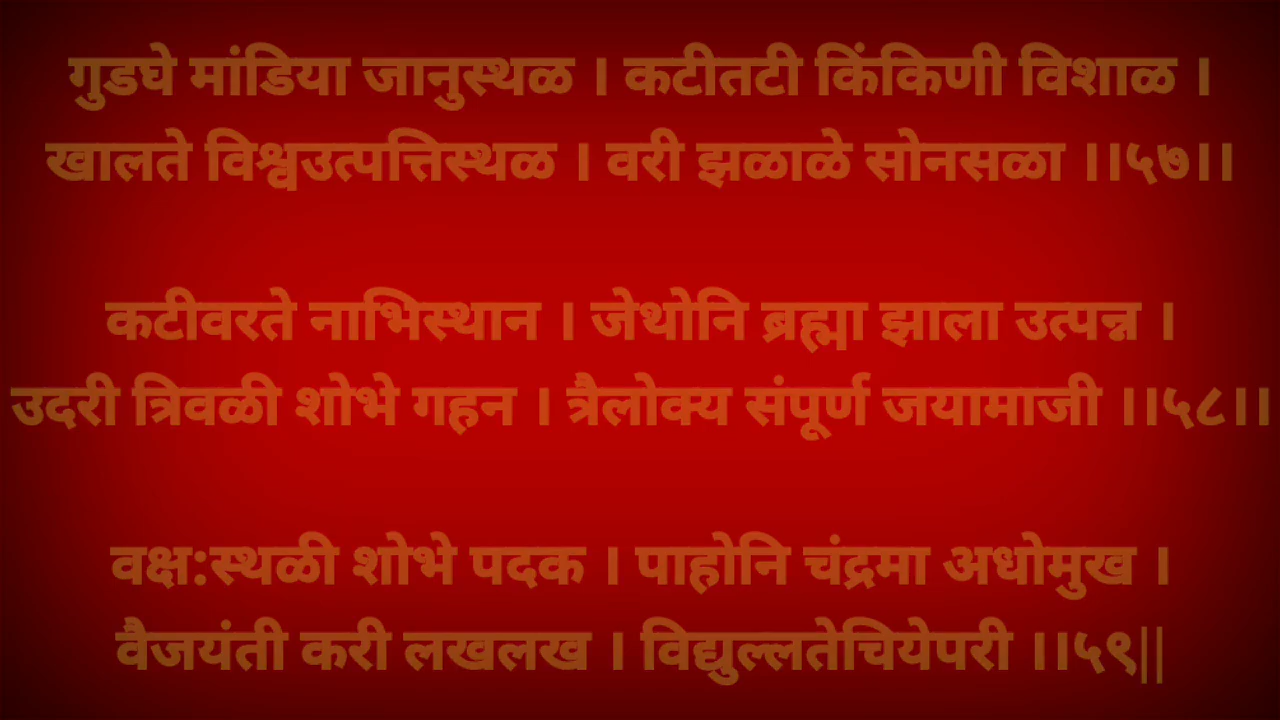 गुडघे मांडिया जानुस्थळ । कटीतटी किंकिणी विशाळ ।
खालते विश्वउत्पत्तिस्थळ । वरी झळाळे सोनसळा ।।५७।।
कटीवरते नाभिस्थान । जेथोनि ब्रह्मा झाला उत्पन्न ।
उदरी त्रिवळी शोभे गहन । त्रैलोक्य संपूर्ण जयामाजी ।।५८।।
वक्ष:स्थळी शोभे पदक । पाहोनि चंद्रमा अधोमुख ।
वैजयंती करी लखलख । विद्युल्लतेचियेपरी ।।५९||